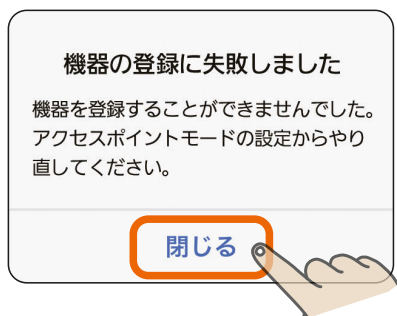 機器の登録に失敗しました
機器を登録することができませんでした。
アクセスポイントモードの設定からやり
直してください。
閉じる